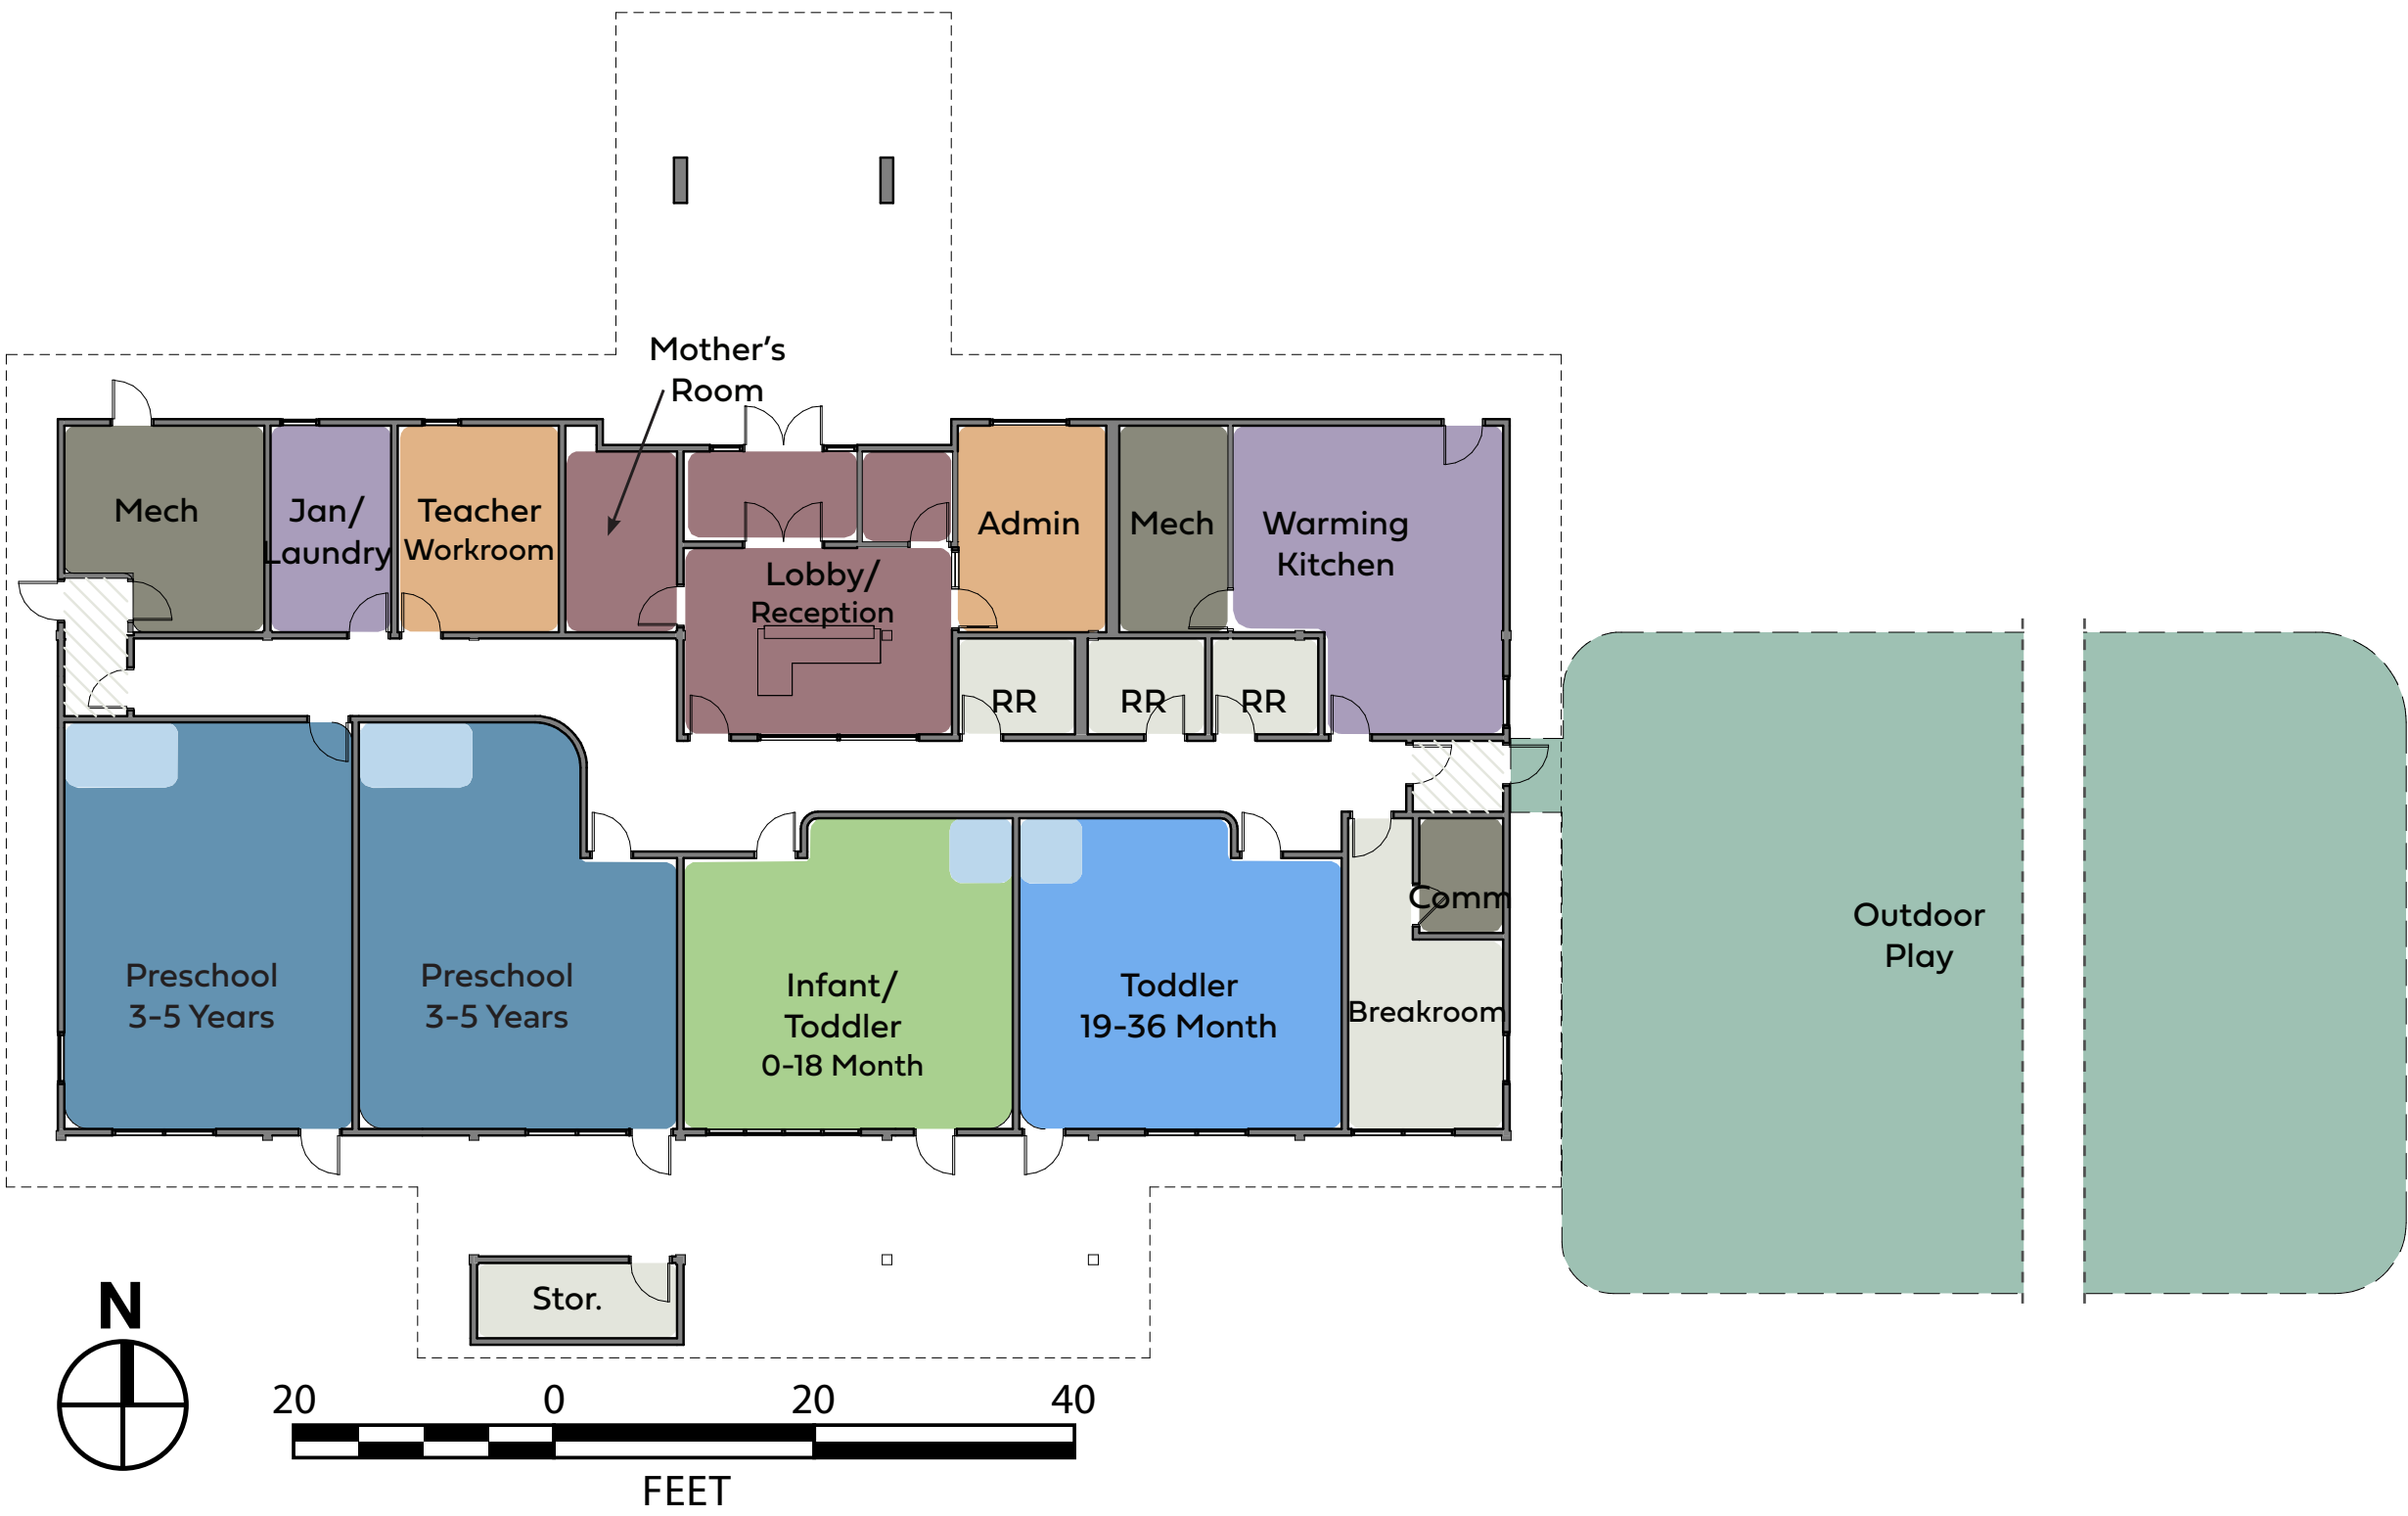 Mother’s
Room
Mech
Jan/
Laundry
Teacher
Workroom
Lobby/
Reception
Admin
Mech
Warming
Kitchen
RR
RR
RR
Comm
Outdoor
Play
Preschool
3-5 Years
Preschool
3-5 Years
Infant/
Toddler
0-18 Month
Toddler
19-36 Month
Breakroom
Stor.
N
20 0 20 40
FEET